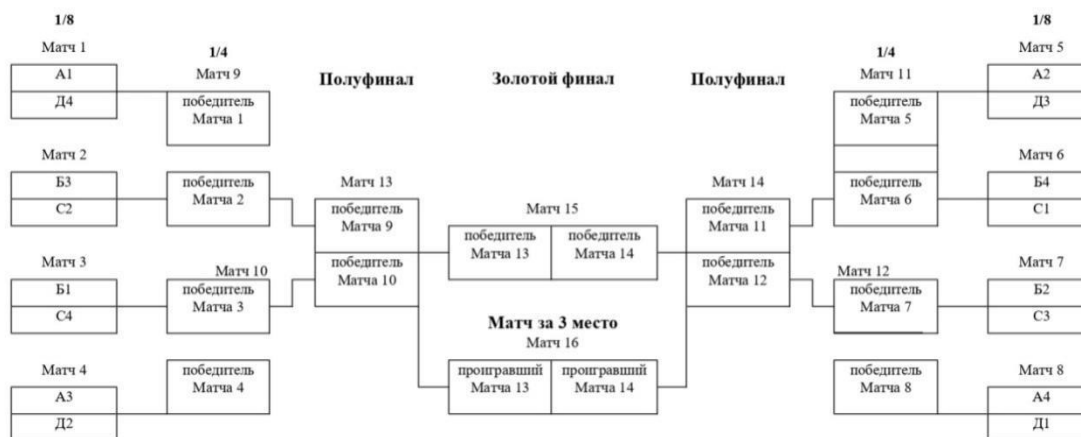 1/8
1/8
Матч 1
1/4
1/4
Матч 5
А1
Матч 9
Полуфинал
Золотой финал
Полуфинал
Матч 11
А2
Д4
победитель
Матча 1
победитель
Матча 5
Д3
Матч 2
Матч 6
Б3
победитель
Матча 2
Матч 13
Матч 14
победитель
Матча 6
Б4
С2
победитель
Матча 9
Матч 15
победитель
Матча 11
С1
победитель
Матча 13
победитель
Матча 14
Матч 3
Матч 10
победитель
Матча 10
победитель
Матча 12
Матч 12
Матч 7
Б1
победитель
Матча 3
победитель
Матча 7
Б2
С4
С3
Матч за 3 место
Матч 16
Матч 4
победитель
Матча 4
проигравший
Матча 13
проигравший
Матча 14
победитель
Матча 8
Матч 8
А3
А4
Д2
Д1